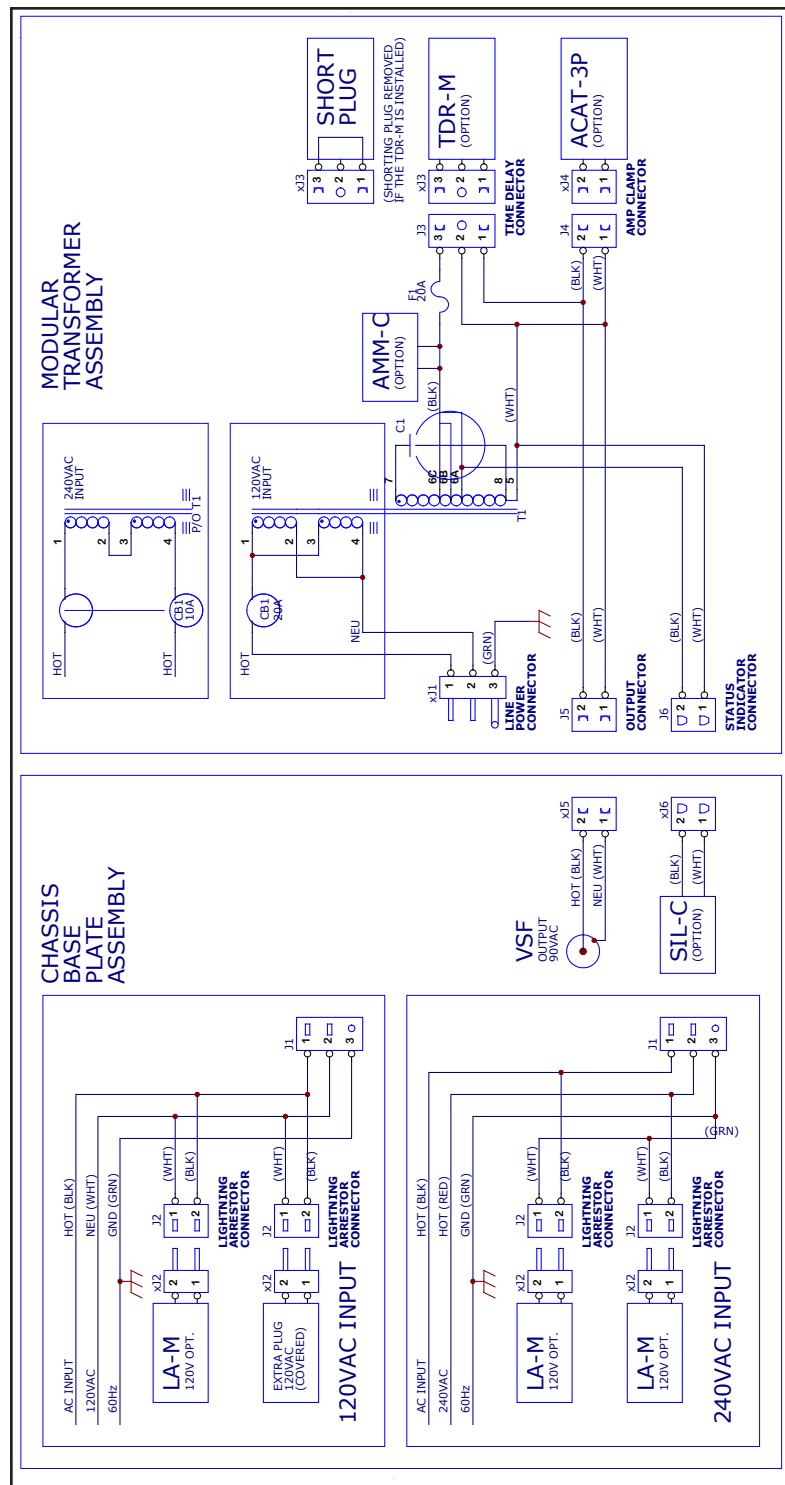 MODULAR
TRANSFORMER
ASSEMBLY
240VAC
INPUT
HOT
HOT
CB1
10A
1
2
3
4
P/O T1
120VAC
INPUT
HOT
CB1
20A
NEU
1
2
3
4
T1
7
6C
6B
6A
8
5
C1
(BLK)
(WHT)
AMM-C
(OPTION)
F1
20A
xJ3
3
2
1
SHORT
PLUG
(SHORTING PLUG REMOVED
IF THE TDR-M IS INSTALLED)
J3
3
2
1
xJ3
3
2
1
TDR-M
(OPTION)
TIME DELAY
CONNECTOR
(BLK)
(WHT)
J4
2
1
xJ4
2
1
ACAT-3P
(OPTION)
AMP CLAMP
CONNECTOR
xJ1
1
2
3
(GRN)
LINE
POWER
CONNECTOR
J5
2
1
(BLK)
(WHT)
OUTPUT
CONNECTOR
J6
2
1
(BLK)
(WHT)
STATUS
INDICATOR
CONNECTOR
CHASSIS
BASE
PLATE
ASSEMBLY
AC INPUT
120VAC
60Hz
HOT (BLK)
NEU (WHT)
GND (GRN)
J1
1
2
3
LA-M
120V OPT.
xJ2
2
1
J2
1
2
(WHT)
(BLK)
LIGHTNING
ARRESTOR
CONNECTOR
EXTRA PLUG
120VAC
(COVERED)
xJ2
2
1
J2
1
2
(WHT)
(BLK)
LIGHTNING
ARRESTOR
CONNECTOR
120VAC INPUT
VSF
OUTPUT
90VAC
HOT (BLK)
NEU (WHT)
xJ5
2
1
SIL-C
(OPTION)
(BLK)
(WHT)
xJ6
2
1
AC INPUT
240VAC
60Hz
HOT (BLK)
HOT (RED)
GND (GRN)
J1
1
2
3
(GRN)
LA-M
120V OPT.
xJ2
2
1
J2
1
2
(WHT)
(BLK)
LIGHTNING
ARRESTOR
CONNECTOR
LA-M
120V OPT.
xJ2
2
1
J2
1
2
(WHT)
(BLK)
LIGHTNING
ARRESTOR
CONNECTOR
240VAC INPUT